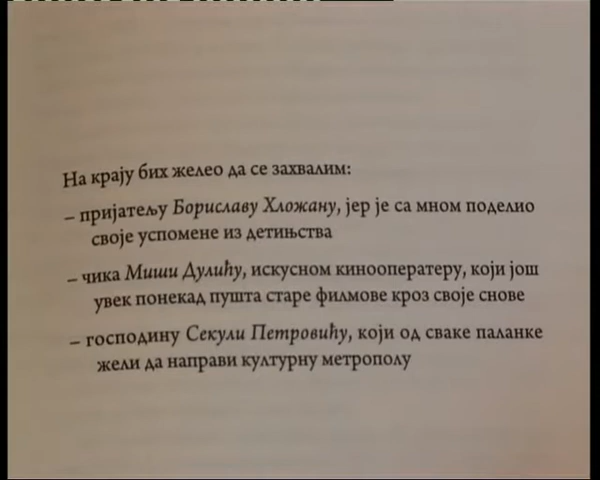 На крају бих желео да се захвалим:
– пријатељу Бориславу Хложану, јер је са мном поделио
своје успомене из детињства
– чика Миши Дулићу, искусном кинооператеру, који још
увек понекад пушта старе филмове кроз своје снове
– господину Секули Петровићу, који од сваке паланке
жели да направи културну метрополу